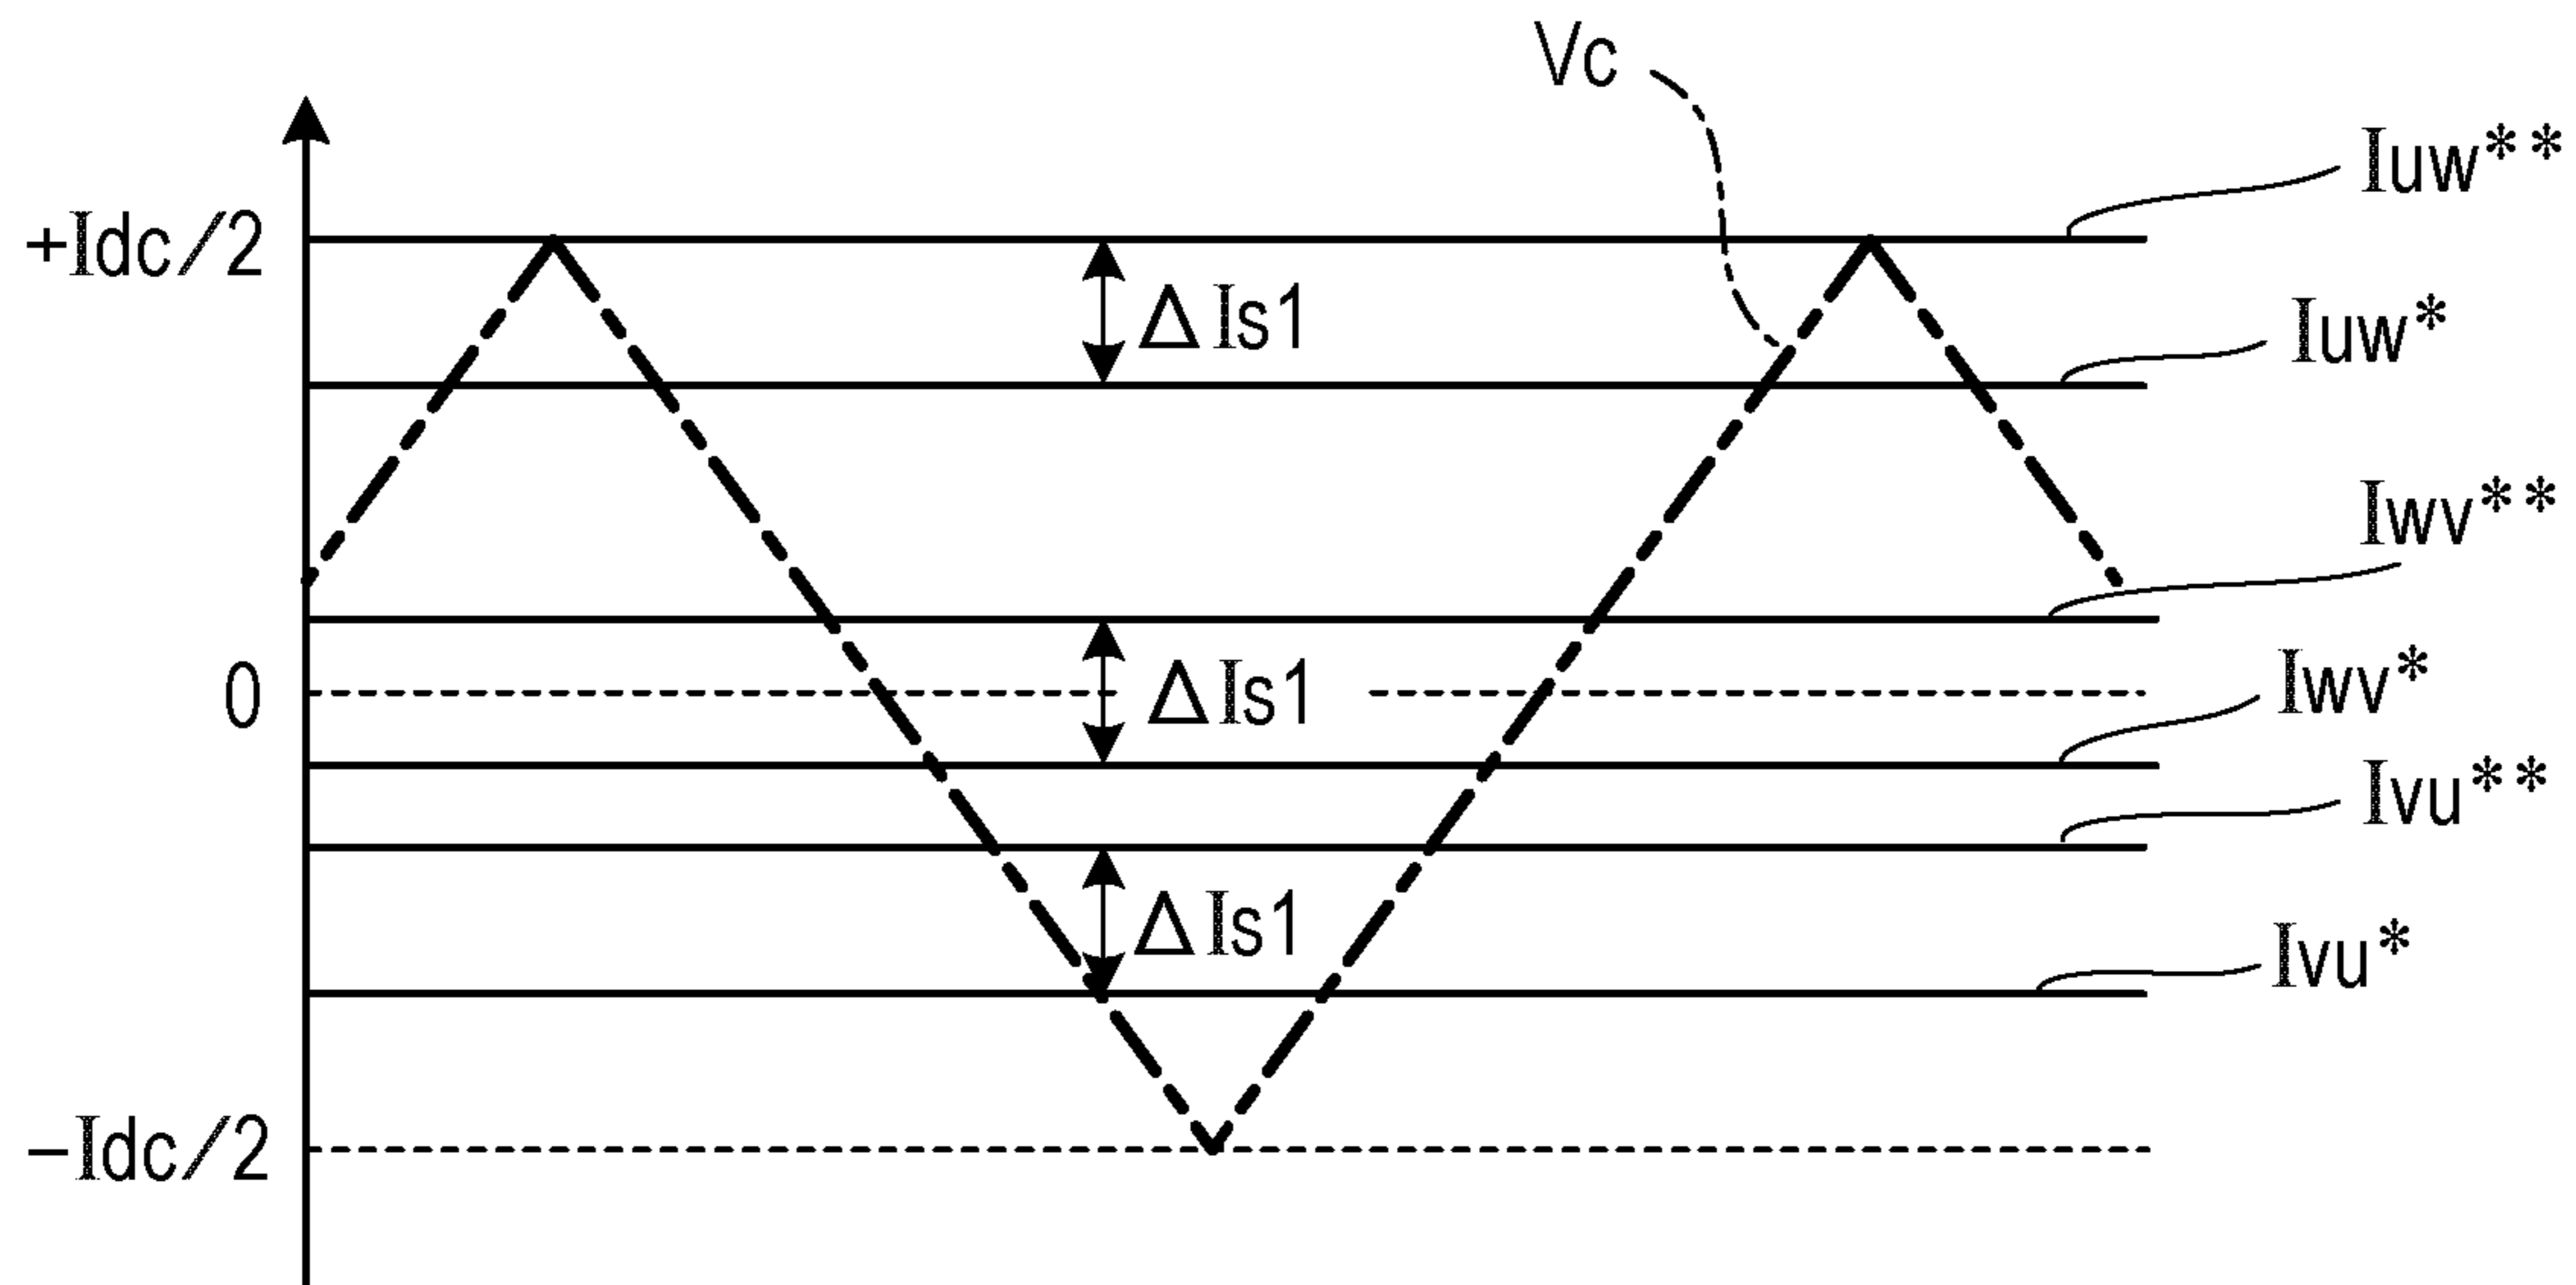 Vc
Iuw**
+Idc/2
ΔIs1
Iuw*
Iwv**
0
ΔIs1
Iwv*
Ivu**
ΔIs1
Ivu*
−Idc/2